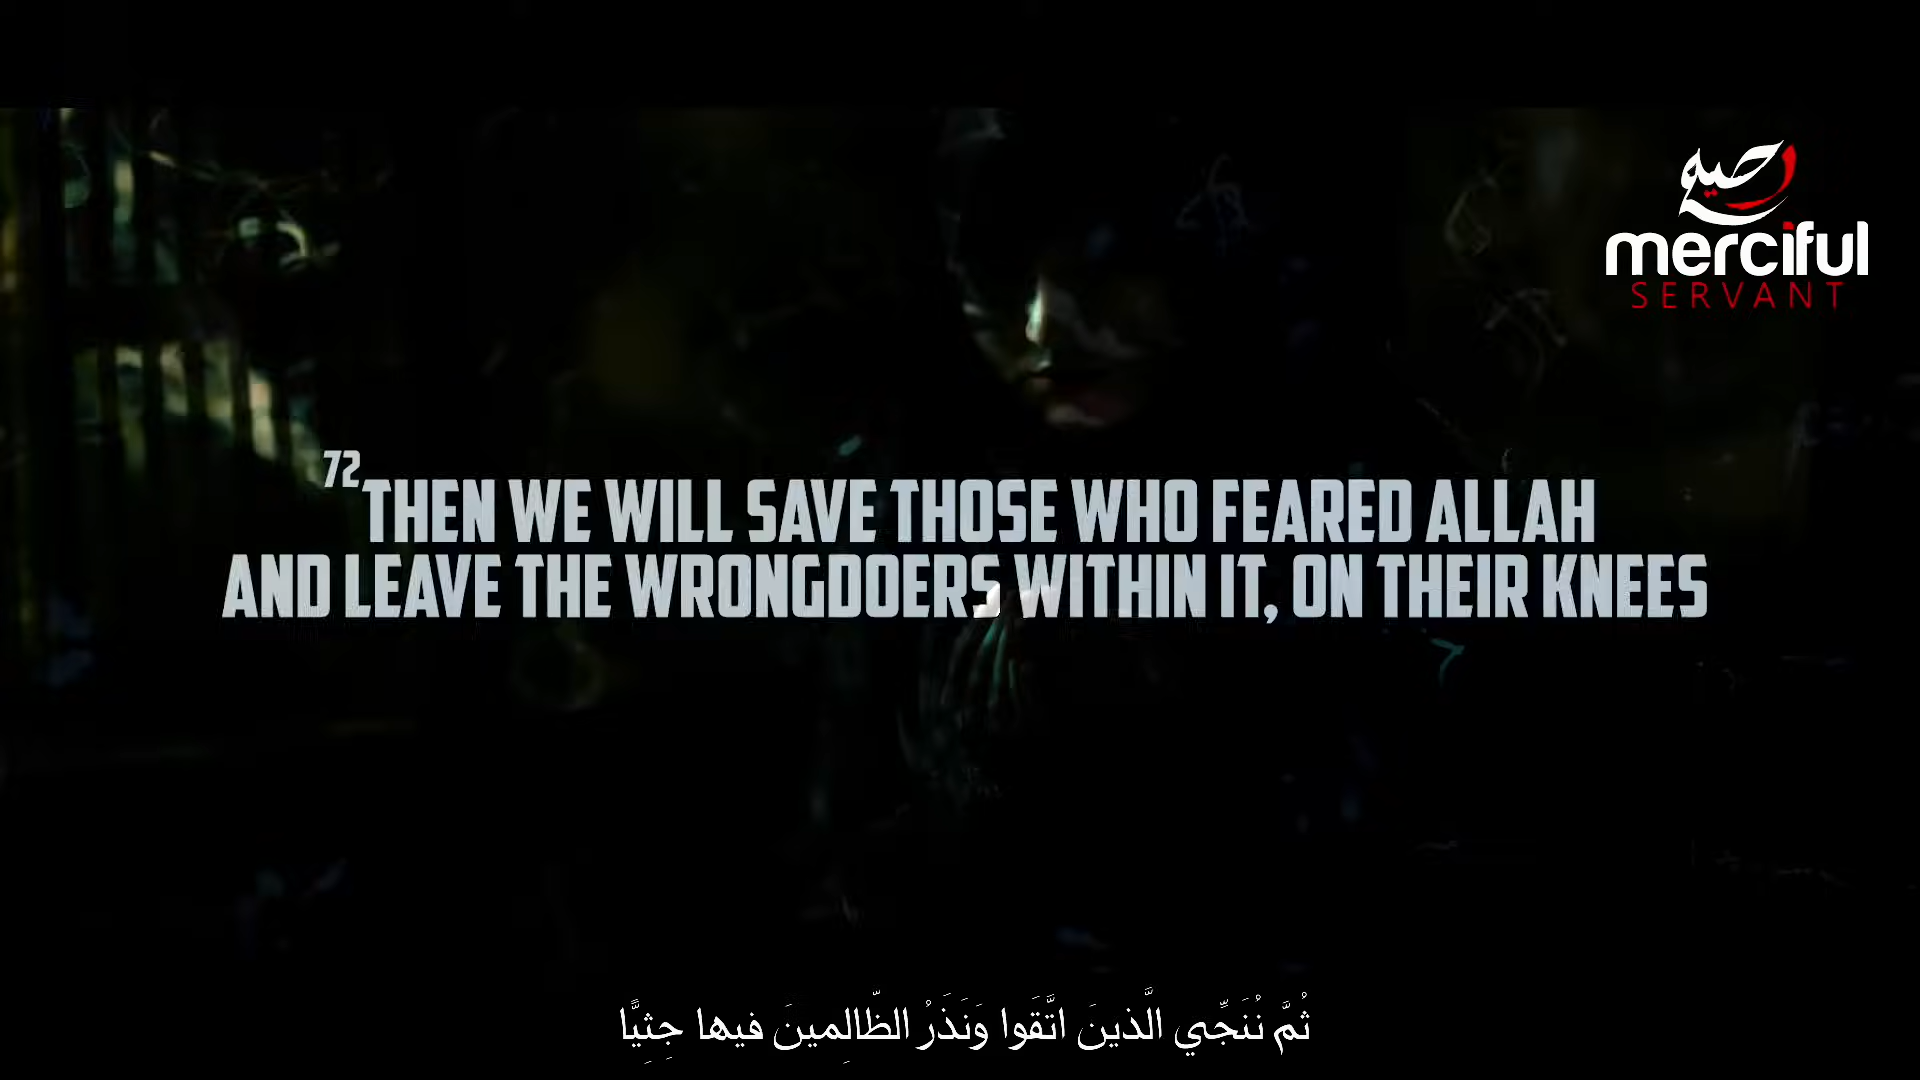 رحيم
merciful
SERVANT
72 THEN WE WILL SAVE THOSE WHO FEARED ALLAH
AND LEAVE THE WRONGDOERS WITHIN IT, ON THEIR KNEES
ثُمَّ نُنَجِّي الَّذينَ اتَّقَوا وَنَذَرُ الظّالِمينَ فيها جِثِيًّا